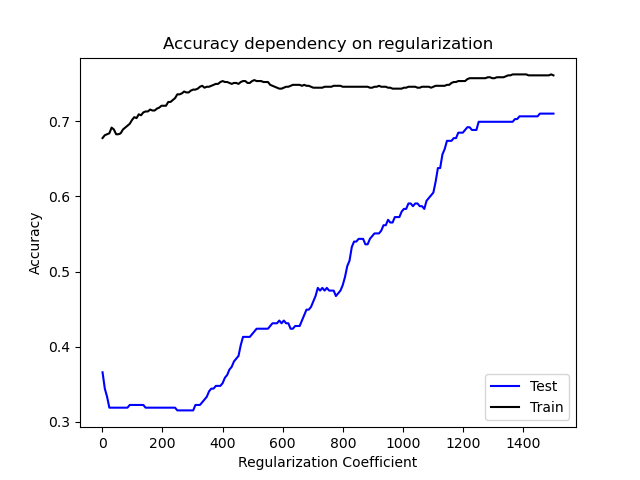 Accuracy dependency on regularization
Accuracy
0.7
0.6
0.5
0.4
0.3
0 200 400 600 800 1000 1200 1400
Regularization Coefficient
Test
Train